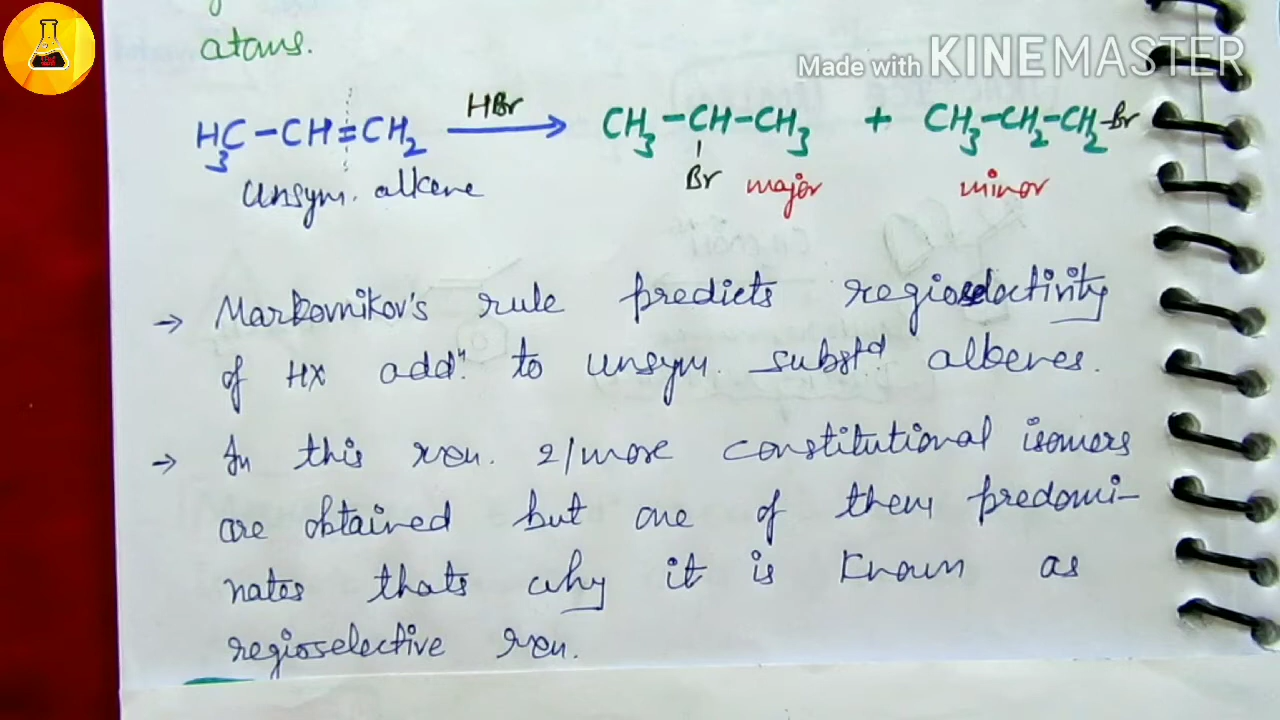 atoms.
Made with KINEMASTER
H3C-CH=CH2 HBr → CH3-CH-CH3 + CH3-CH2-CH2-Br
Br
Unsym. alkene major minor
→ Markovnikov's rule predicts regioselectivity
of HX addn. to unsym. substd alkenes.
→ In this rxn. 2/more constitutional isomers
are obtained but one of them predomi-
nates thats why it is known as
regioselective rxn.